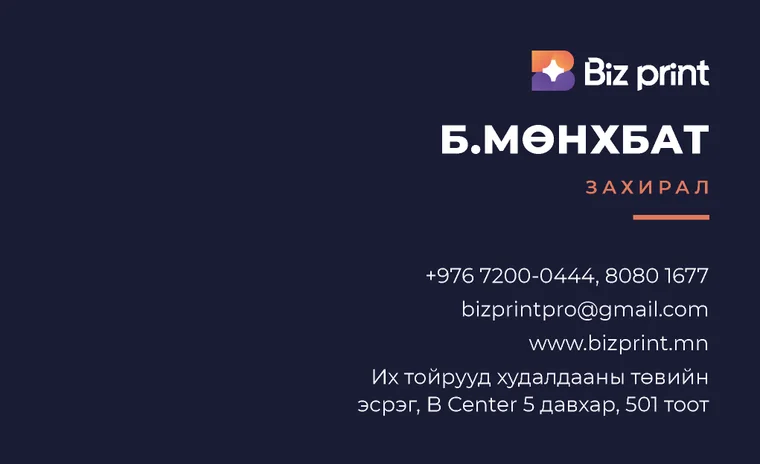 Biz print
Б.МӨНХБАТ
ЗАХИРАЛ
+976 7200-0444, 8080 1677
bizprintpro@gmail.com
www.bizprint.mn
Их тойрууд худалдааны төвийн
эсрэг, B Center 5 давхар, 501 тоот